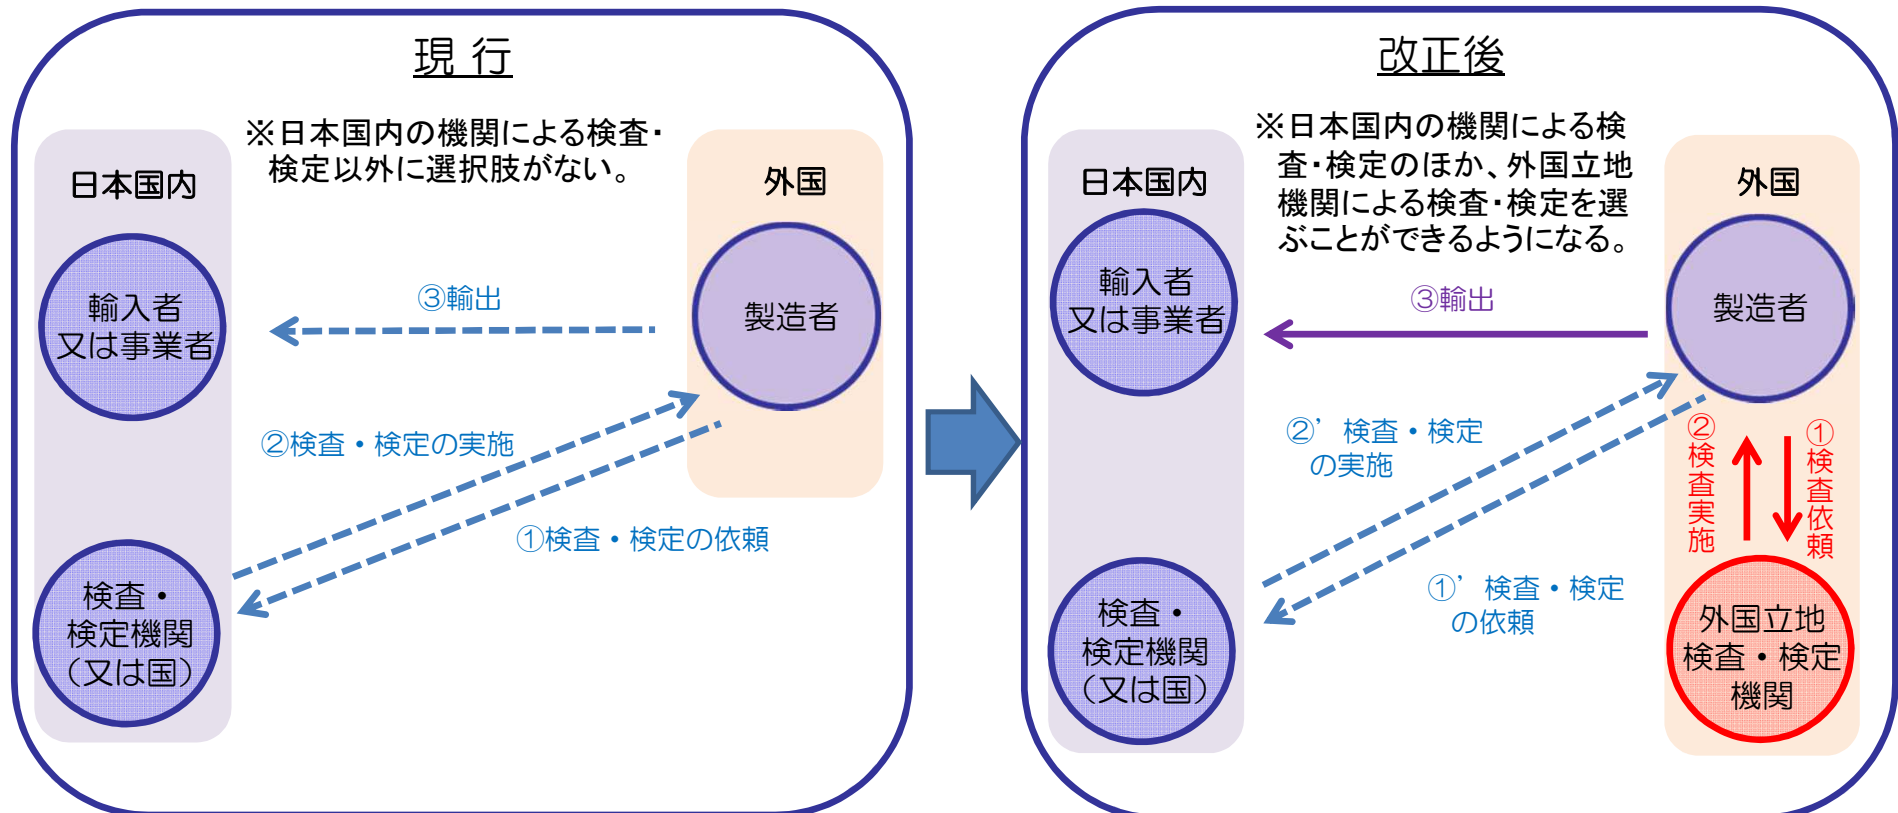 現 行
※日本国内の機関による検査・
検定以外に選択肢がない。
日本国内
外国
輸入者
又は事業者
③輸出
製造者
②検査・検定の実施
①検査・検定の依頼
検査・
検定機関
(又は国)
改正後
※日本国内の機関による検
査・検定のほか、外国立地
機関による検査・検定を選
ぶことができるようになる。
日本国内
外国
輸入者
又は事業者
③輸出
製造者
②’検査・検定
の実施
①’検査・検定
の依頼
②検査実施
①検査依頼
検査・
検定機関
(又は国)
外国立地
検査・検定
機関